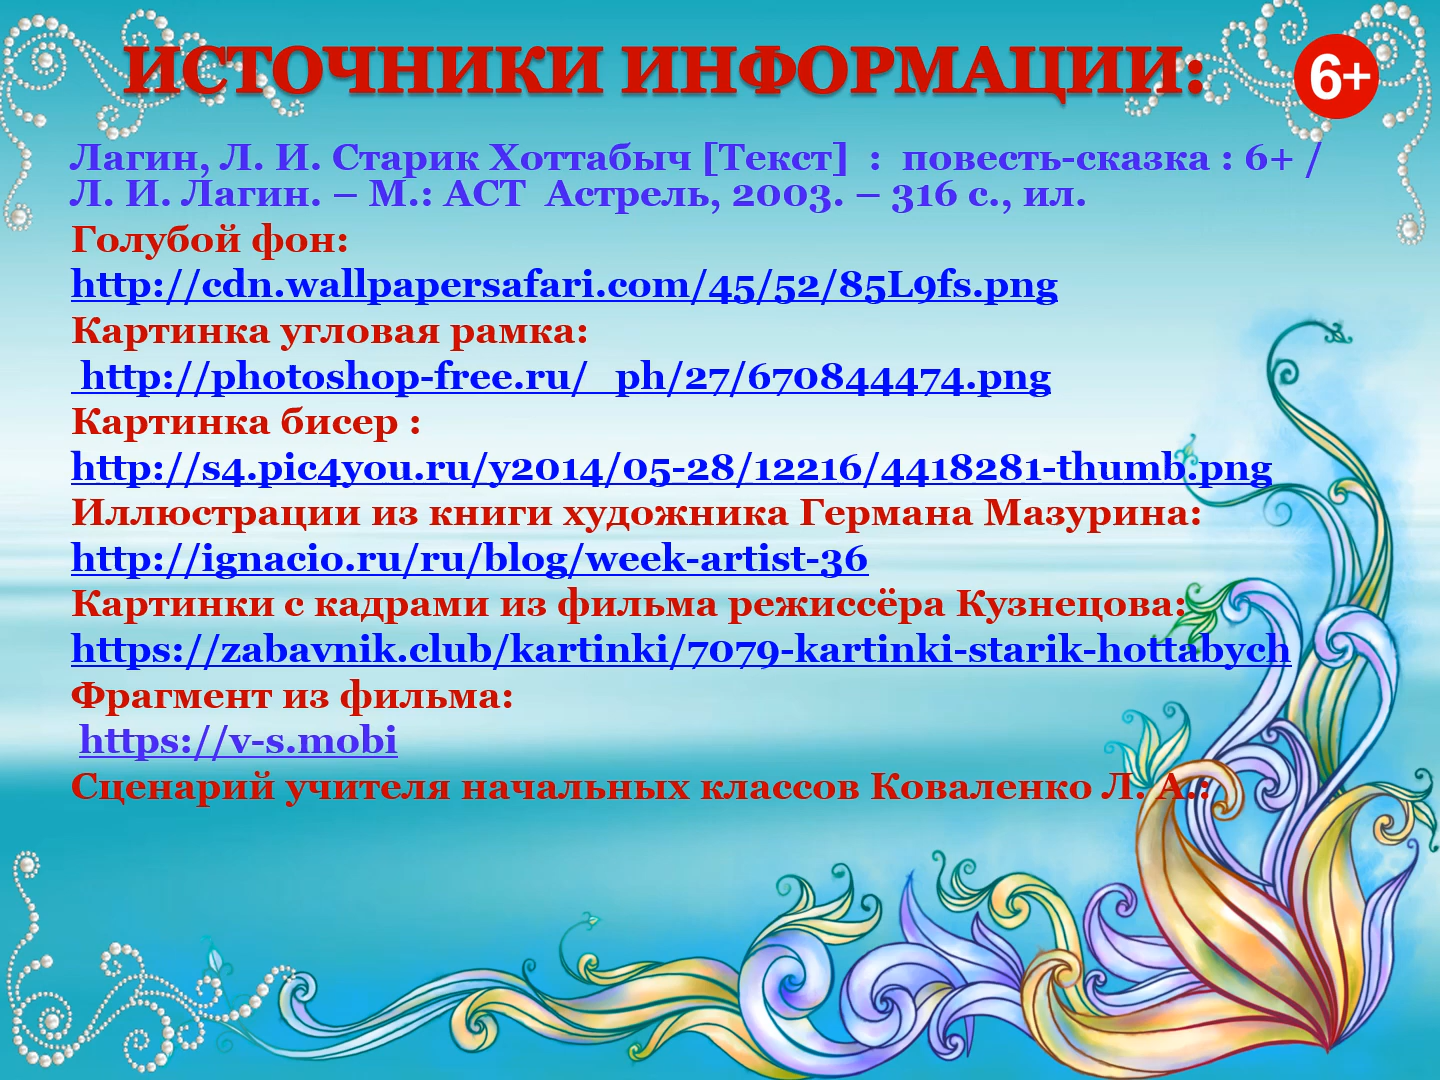 ИСТОЧНИКИ ИНФОРМАЦИИ:
6+
Лагин, Л. И. Старик Хоттабыч [Текст] : повесть-сказка : 6+ /
Л. И. Лагин. – М.: АСТ Астрель, 2003. – 316 с., ил.
Голубой фон:
http://cdn.wallpapersafari.com/45/52/85L9fs.png
Картинка угловая рамка:
http://photoshop-free.ru/_ph/27/670844474.png
Картинка бисер :
http://s4.pic4you.ru/y2014/05-28/12216/4418281-thumb.png
Иллюстрации из книги художника Германа Мазурина:
http://ignacio.ru/ru/blog/week-artist-36
Картинки с кадрами из фильма режиссёра Кузнецова:
https://zabavnik.club/kartinki/7079-kartinki-starik-hottabych
Фрагмент из фильма:
https://v-s.mobi
Сценарий учителя начальных классов Коваленко Л. А.: